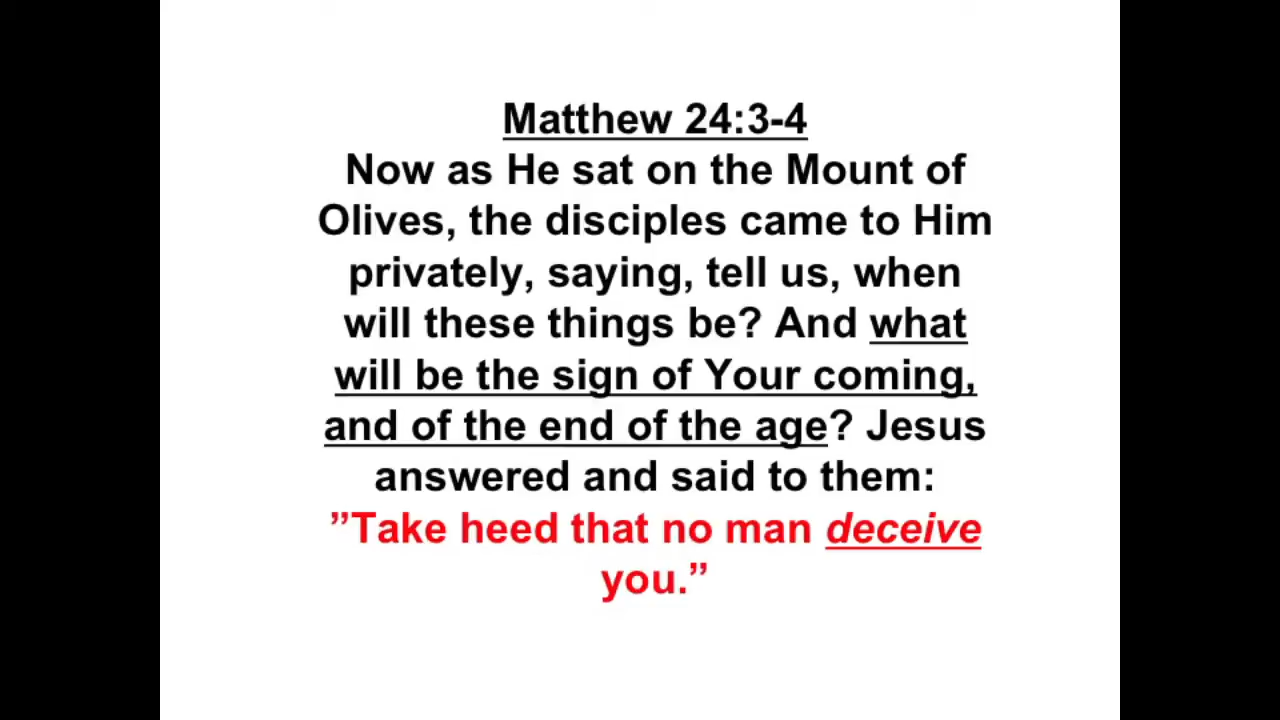 Matthew 24:3-4
Now as He sat on the Mount of
Olives, the disciples came to Him
privately, saying, tell us, when
will these things be? And what
will be the sign of Your coming,
and of the end of the age? Jesus
answered and said to them:
”Take heed that no man deceive
you.”